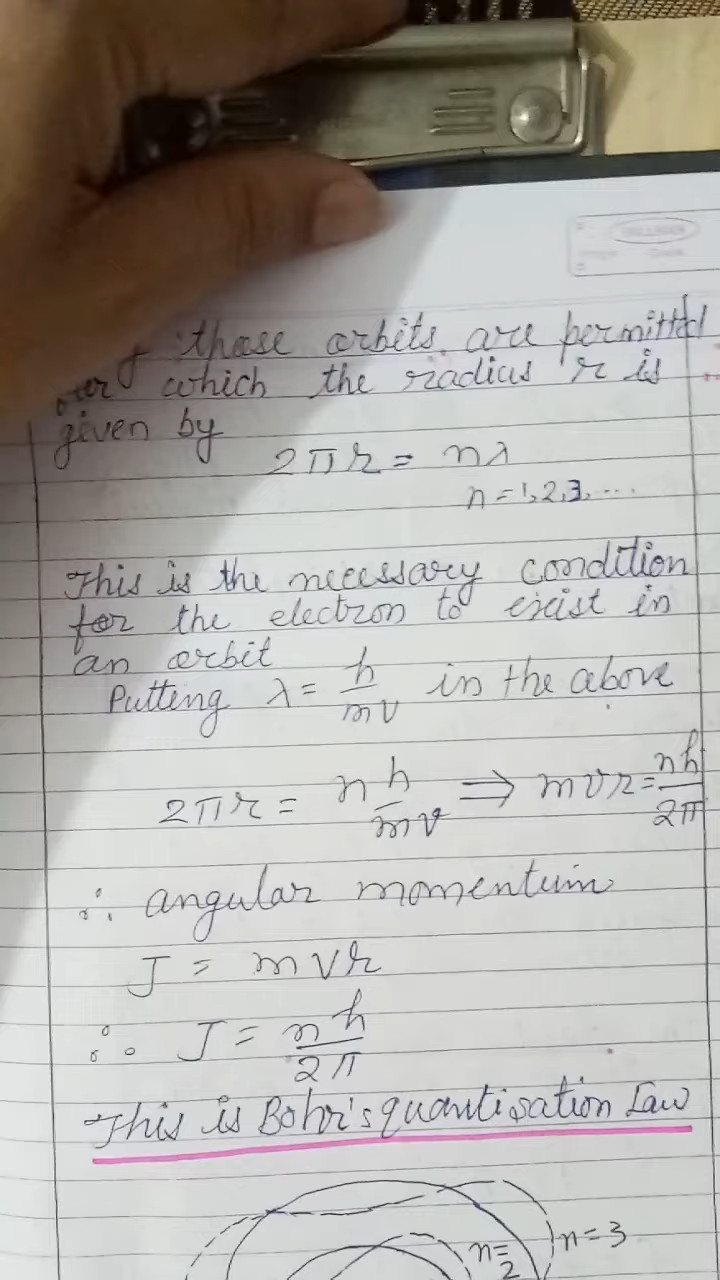 those orbits are permitted
for which the radius r is
given by
2πr = nλ
n = 1, 2, 3, ...
This is the necessary condition
for the electron to exist in
an orbit
Putting λ = h/mv in the above
2πr = n h/mv ⇒ mvr = nh/2π
∴ angular momentum
J = mvr
∴ J = nh/2π
This is Bohr's quantisation Law
n = 2
n = 3